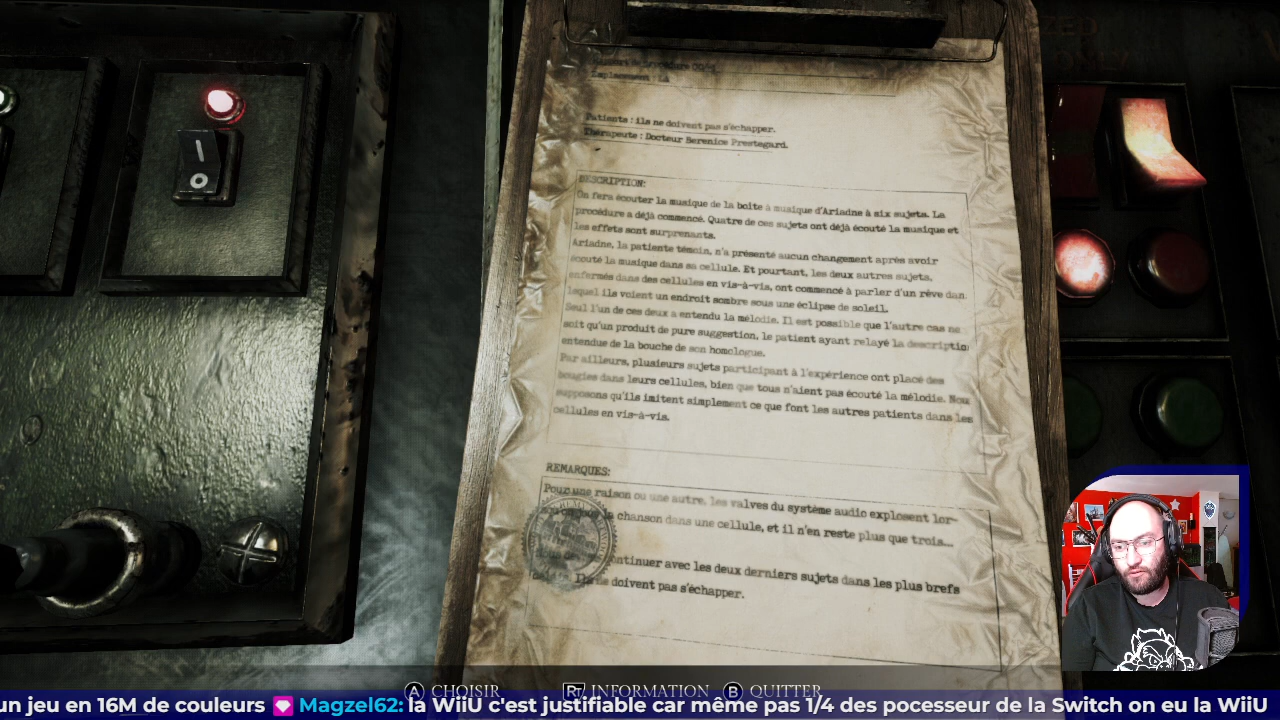 Emplacement :
Patients : ils ne doivent pas s'échapper.
Thérapeute : Docteur Berenice Prestegard.
DESCRIPTION:
On fera écouter la musique de la boîte à musique d'Ariadne à six sujets. La
procédure a déjà commencé. Quatre de ces sujets ont déjà écouté la musique et
les effets sont surprenants.
Ariadne, la patiente témoin, n'a présenté aucun changement après avoir
écouté la musique dans sa cellule. Et pourtant, les deux autres sujets,
enfermés dans des cellules en vis-à-vis, ont commencé à parler d'un rêve dan
lequel ils voient un endroit sombre sous une éclipse de soleil.
Seul l'un de ces deux a entendu la mélodie. Il est possible que l'autre cas ne
soit qu'un produit de pure suggestion, le patient ayant relayé la descriptio
entendue de la bouche de son homologue.
Par ailleurs, plusieurs sujets participant à l'expérience ont placé des
bougies dans leurs cellules, bien que tous n'aient pas écouté la mélodie. Nou
supposons qu'ils imitent simplement ce que font les autres patients dans les
cellules en vis-à-vis.
REMARQUES:
Pour une raison ou une autre, les valves du système audio explosent lor-
la chanson dans une cellule, et il n'en reste plus que trois...
ntinuer avec les deux derniers sujets dans les plus brefs
Ils ne doivent pas s'échapper.
A CHOISIR RT INFORMATION B QUITTER
un jeu en 16M de couleurs Magzel62: la WiiU c'est justifiable car même pas 1/4 des pocesseur de la Switch on eu la WiiU